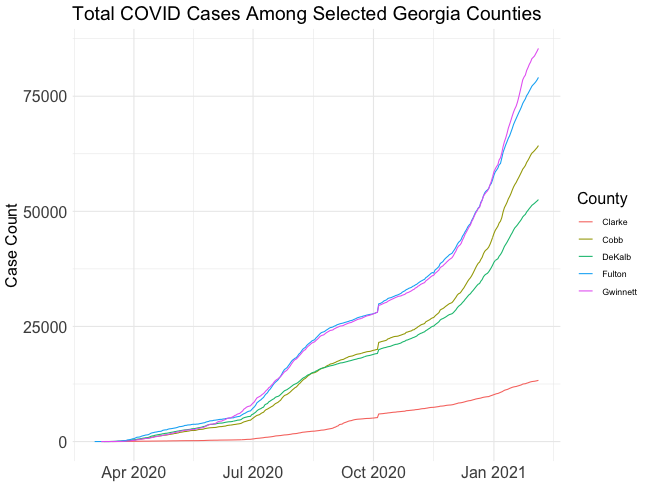 Total COVID Cases Among Selected Georgia Counties
75000
50000
25000
0
Case Count
Apr 2020
Jul 2020
Oct 2020
Jan 2021
County
Clarke
Cobb
DeKalb
Fulton
Gwinnett